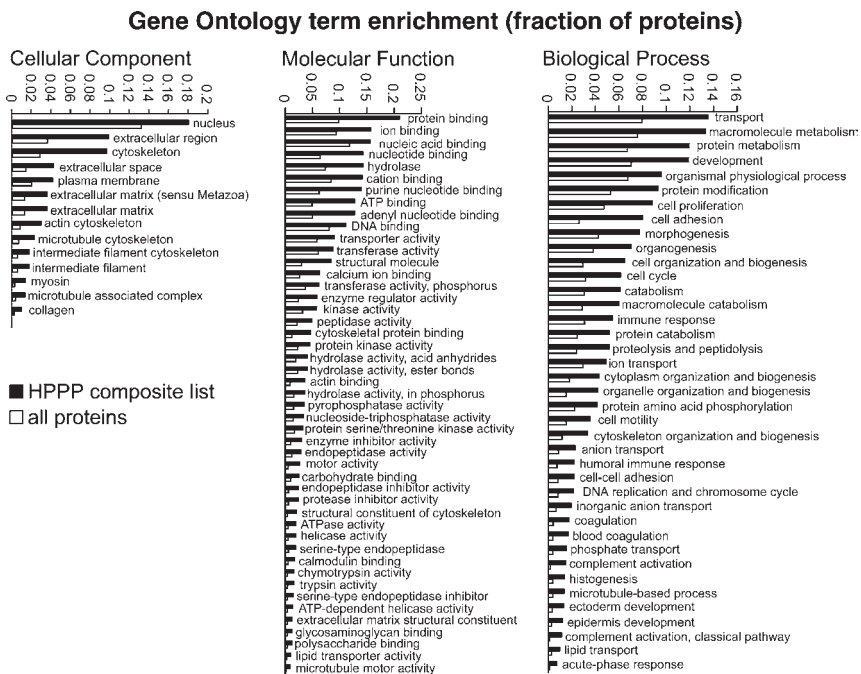 Gene Ontology term enrichment (fraction of proteins)
Cellular Component
0
0.02
0.04
0.06
0.08
0.1
0.12
0.14
0.16
0.18
0.2
nucleus
extracellular region
cytoskeleton
extracellular space
plasma membrane
extracellular matrix (sensu Metazoa)
extracellular matrix
actin cytoskeleton
microtubule cytoskeleton
intermediate filament cytoskeleton
intermediate filament
myosin
microtubule associated complex
collagen
HPPP composite list
all proteins
Molecular Function
0
0.05
0.1
0.15
0.2
0.25
protein binding
ion binding
nucleic acid binding
nucleotide binding
hydrolase
cation binding
purine nucleotide binding
ATP binding
adenyl nucleotide binding
DNA binding
transporter activity
transferase activity
structural molecule
calcium ion binding
transferase activity, phosphorus
enzyme regulator activity
kinase activity
peptidase activity
cytoskeletal protein binding
protein kinase activity
hydrolase activity, acid anhydrides
hydrolase activity, ester bonds
actin binding
hydrolase activity, in phosphorus
pyrophosphatase activity
nucleoside-triphosphatase activity
protein serine/threonine kinase activity
enzyme inhibitor activity
endopeptidase activity
motor activity
carbohydrate binding
endopeptidase inhibitor activity
protease inhibitor activity
structural constituent of cytoskeleton
ATPase activity
helicase activity
serine-type endopeptidase
calmodulin binding
chymotrypsin activity
trypsin activity
serine-type endopeptidase inhibitor
ATP-dependent helicase activity
extracellular matrix structural constituent
glycosaminoglycan binding
polysaccharide binding
lipid transporter activity
microtubule motor activity
Biological Process
0
0.02
0.04
0.06
0.08
0.1
0.12
0.14
0.16
transport
macromolecule metabolism
protein metabolism
development
organismal physiological process
protein modification
cell proliferation
cell adhesion
morphogenesis
organogenesis
cell organization and biogenesis
cell cycle
catabolism
macromolecule catabolism
immune response
protein catabolism
proteolysis and peptidolysis
ion transport
cytoplasm organization and biogenesis
organelle organization and biogenesis
protein amino acid phosphorylation
cell motility
cytoskeleton organization and biogenesis
anion transport
humoral immune response
cell-cell adhesion
DNA replication and chromosome cycle
inorganic anion transport
coagulation
blood coagulation
phosphate transport
complement activation
histogenesis
microtubule-based process
ectoderm development
epidermis development
complement activation, classical pathway
lipid transport
acute-phase response